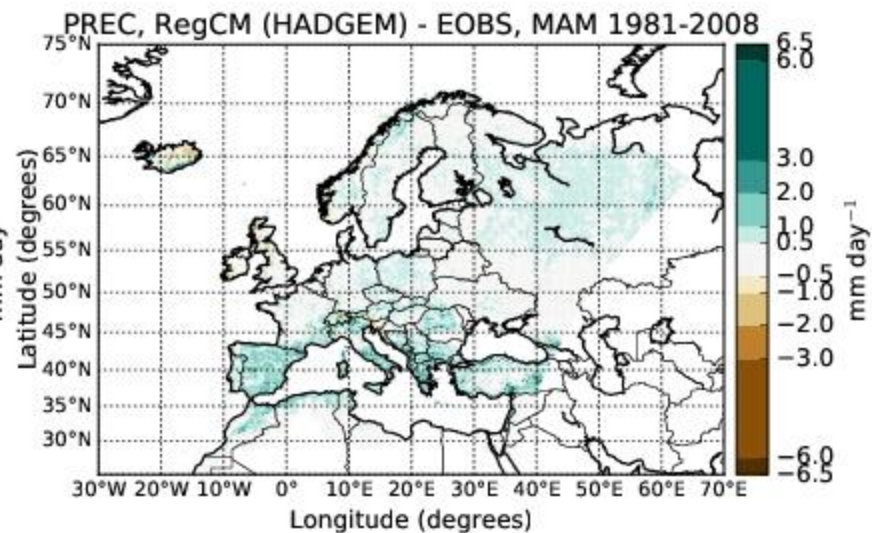 PREC, RegCM (HADGEM) - EOBS, MAM 1981-2008
75°N
70°N
65°N
60°N
55°N
50°N
45°N
40°N
35°N
30°N
Latitude (degrees)
30°W 20°W 10°W 0° 10°E 20°E 30°E 40°E 50°E 60°E 70°E
Longitude (degrees)
6.5
6.0
3.0
2.0
1.0
0.5
−0.5
−1.0
−2.0
−3.0
−6.0
−6.5
mm day⁻¹